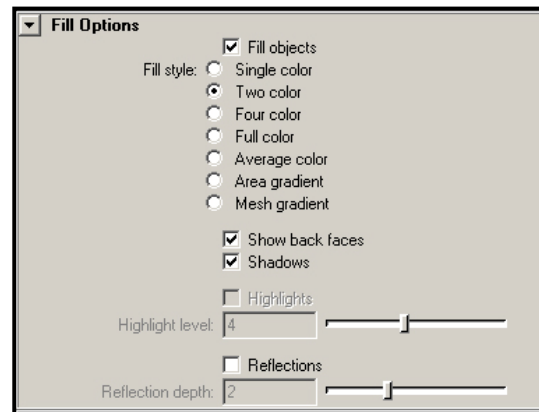 Fill Options
Fill objects
Fill style: Single color
Two color
Four color
Full color
Average color
Area gradient
Mesh gradient
Show back faces
Shadows
Highlights
Highlight level: 4
Reflections
Reflection depth: 2